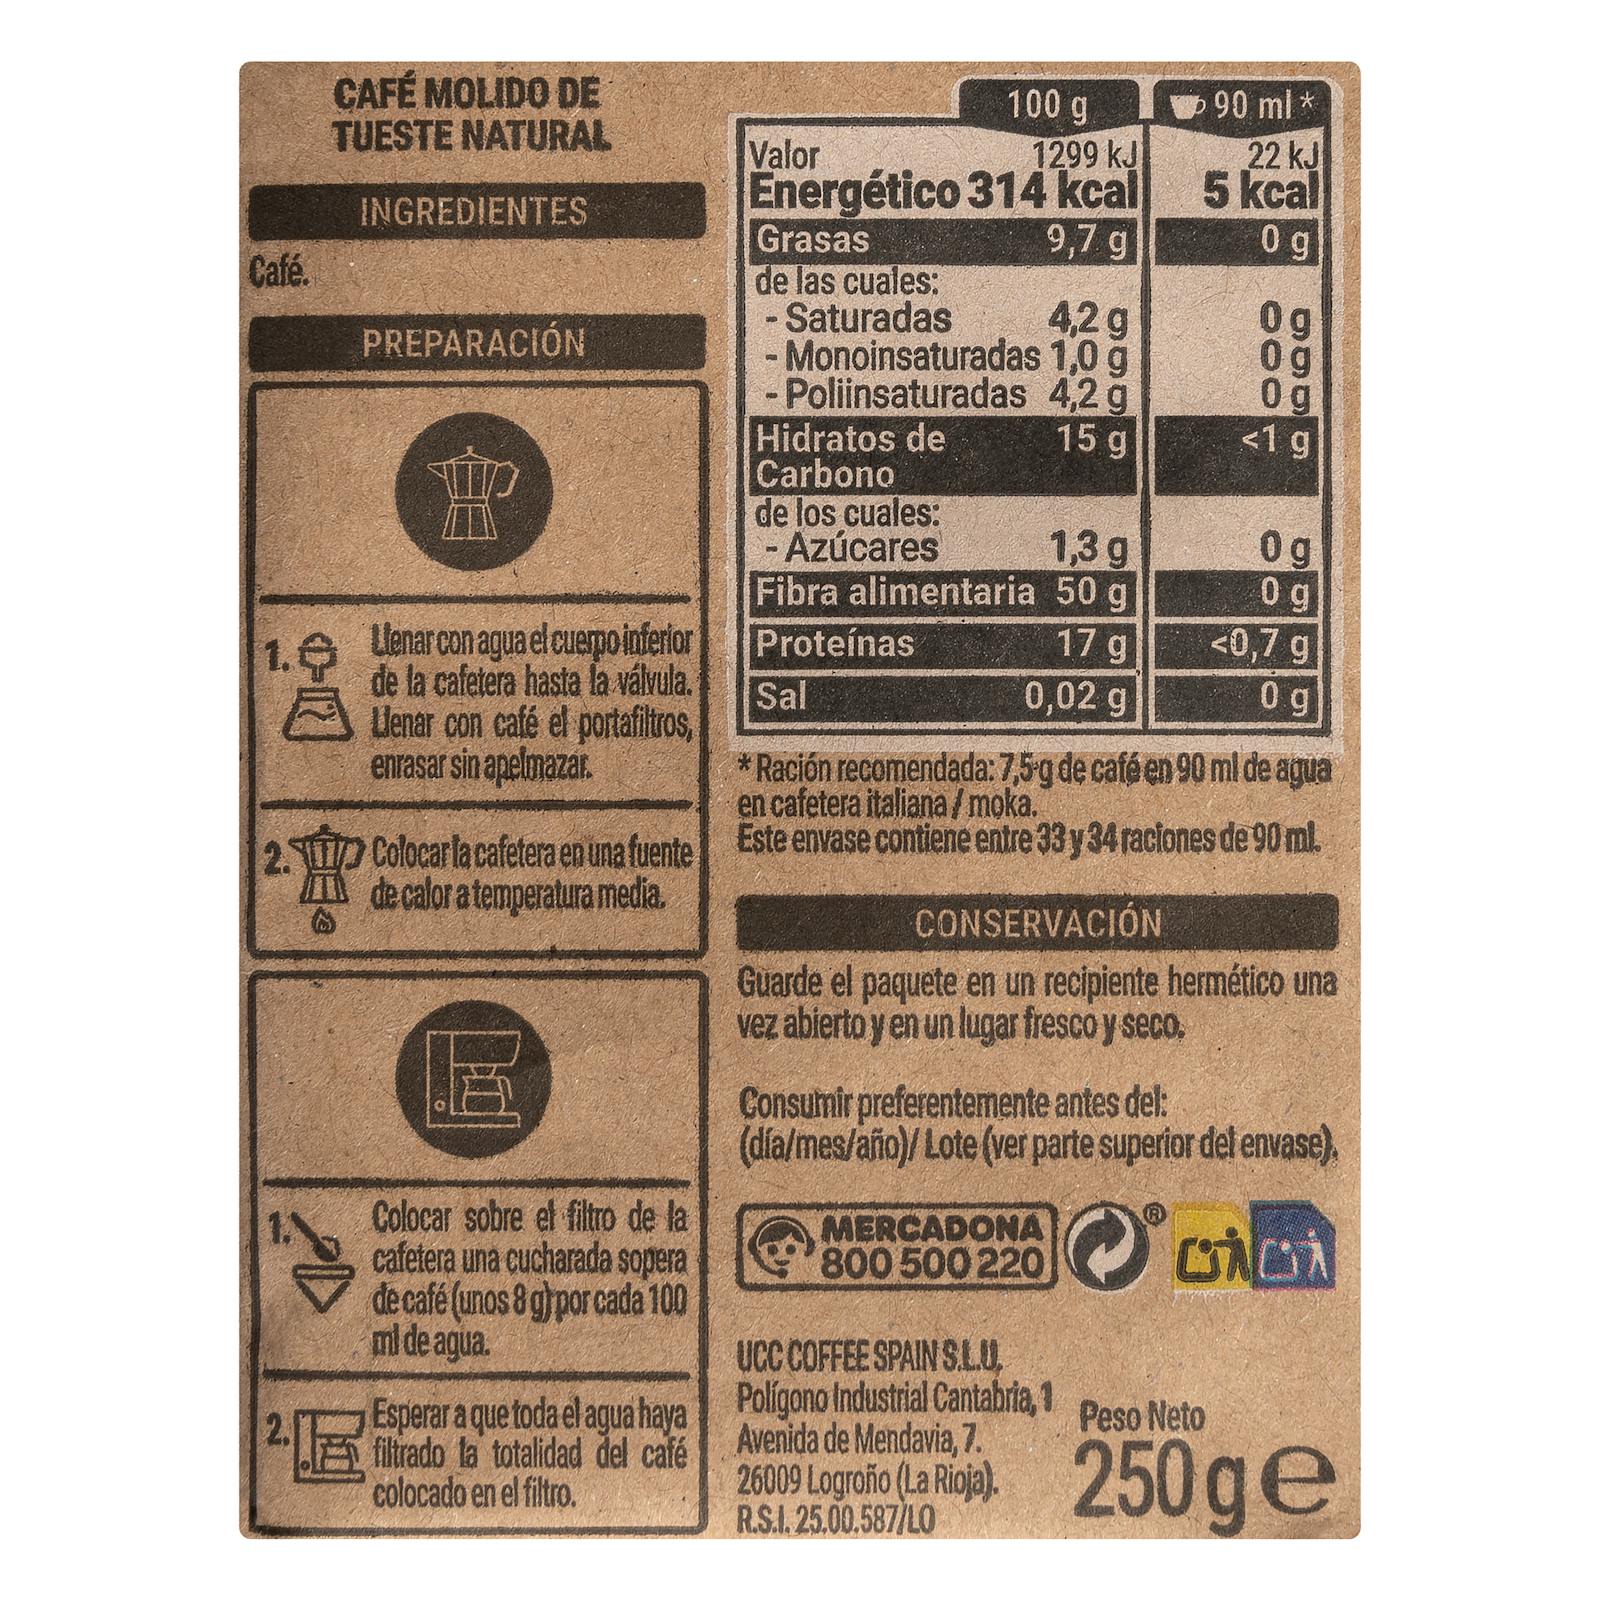 CAFÉ MOLIDO DE
TUESTE NATURAL
INGREDIENTES
Café.
PREPARACIÓN
1. Llenar con agua el cuerpo inferior
de la cafetera hasta la válvula.
Llenar con café el portafiltros,
enrasar sin apelmazar.
2. Colocar la cafetera en una fuente
de calor a temperatura media.
1. Colocar sobre el filtro de la
cafetera una cucharada sopera
de café (unos 8 g) por cada 100
ml de agua.
2. Esperar a que toda el agua haya
filtrado la totalidad del café
colocado en el filtro.
100 g 90 ml*
Valor 1299 kJ 22 kJ
Energético 314 kcal 5 kcal
Grasas 9,7 g 0 g
de las cuales:
- Saturadas 4,2 g 0 g
- Monoinsaturadas 1,0 g 0 g
- Poliinsaturadas 4,2 g 0 g
Hidratos de 15 g <1 g
Carbono
de los cuales:
- Azúcares 1,3 g 0 g
Fibra alimentaria 50 g 0 g
Proteínas 17 g <0,7 g
Sal 0,02 g 0 g
* Ración recomendada: 7,5 g de café en 90 ml de agua
en cafetera italiana / moka.
Este envase contiene entre 33 y 34 raciones de 90 ml.
CONSERVACIÓN
Guarde el paquete en un recipiente hermético una
vez abierto y en un lugar fresco y seco.
Consumir preferentemente antes del:
(día/mes/año)/ Lote (ver parte superior del envase).
MERCADONA
800 500 220
®
UCC COFFEE SPAIN S.L.U.
Polígono Industrial Cantabria, 1
Avenida de Mendavia, 7.
26009 Logroño (La Rioja).
R.S.I. 25.00.587/LO
Peso Neto
250 g e